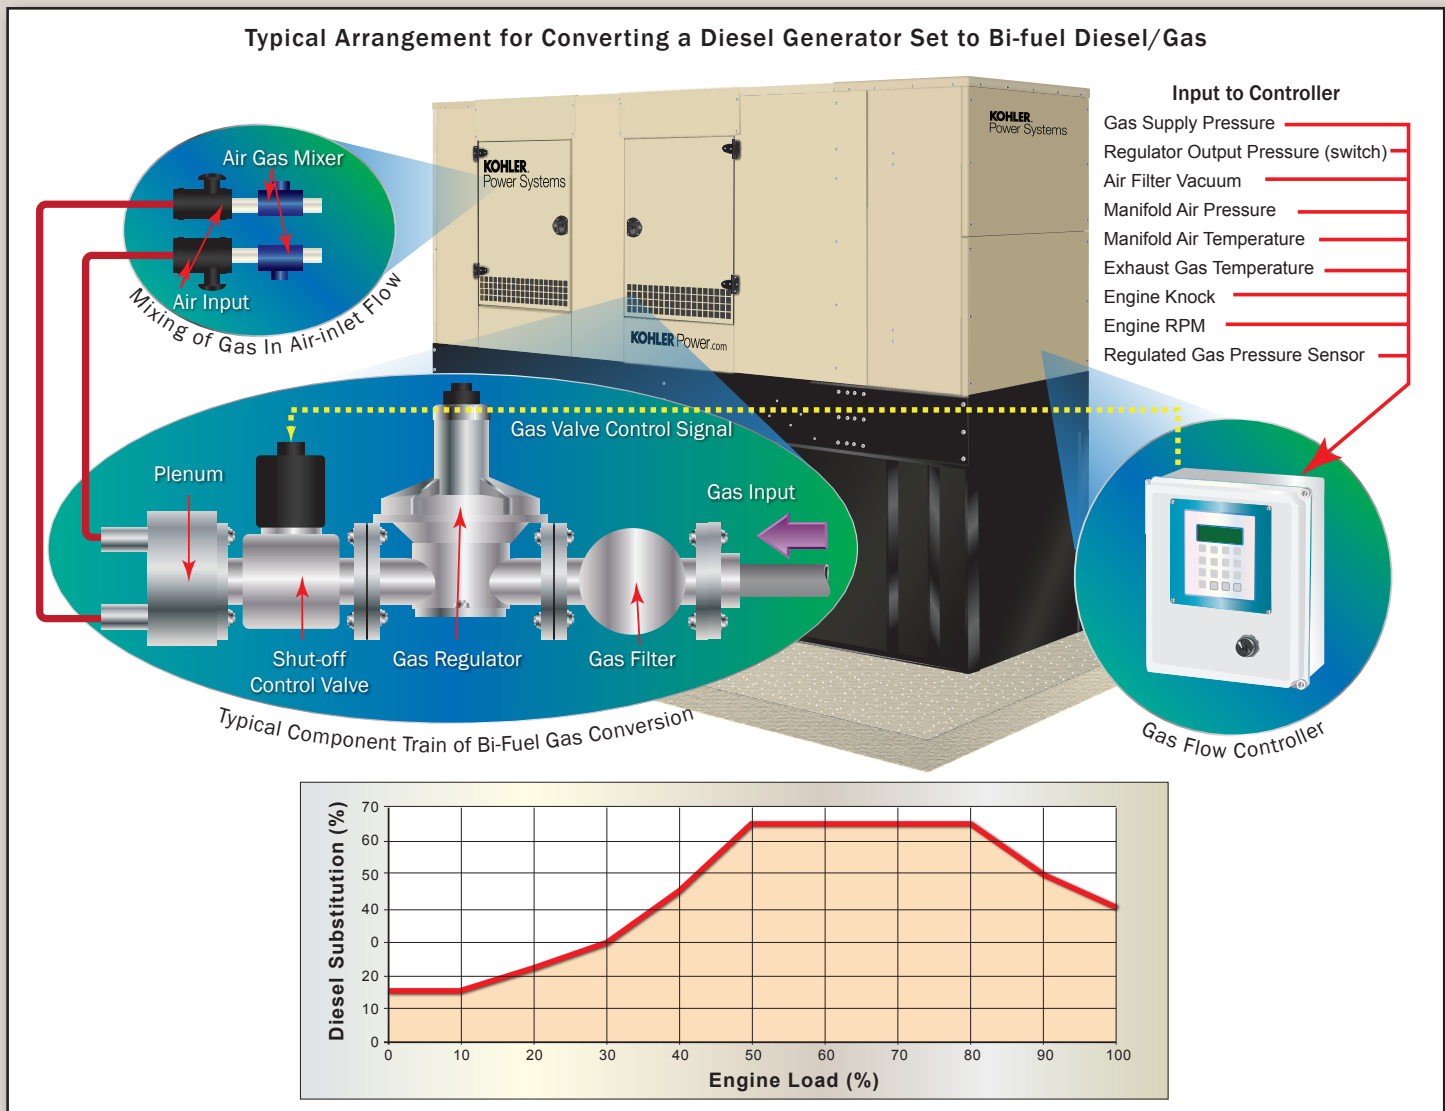 Typical Arrangement for Converting a Diesel Generator Set to Bi-fuel Diesel/Gas
Input to Controller
Gas Supply Pressure
Regulator Output Pressure (switch)
Air Filter Vacuum
Manifold Air Pressure
Manifold Air Temperature
Exhaust Gas Temperature
Engine Knock
Engine RPM
Regulated Gas Pressure Sensor
KOHLER
Power Systems
KOHLER
Power Systems
KOHLER Power.com
Air Gas Mixer
Air Input
Mixing of Gas In Air-inlet Flow
Gas Valve Control Signal
Plenum
Gas Input
Shut-off
Control Valve
Gas Regulator
Gas Filter
Typical Component Train of Bi-Fuel Gas Conversion
Gas Flow Controller
Diesel Substitution (%)
70
60
50
40
0
20
10
0
0 10 20 30 40 50 60 70 80 90 100
Engine Load (%)